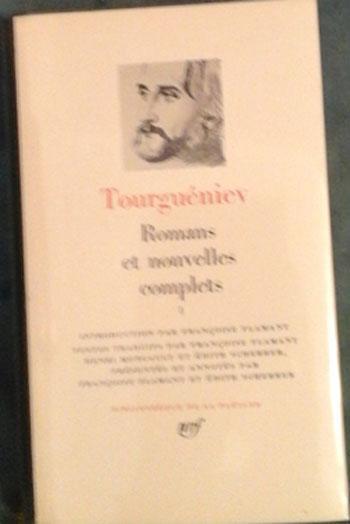 Tourguéniev
Romans
et nouvelles
complets
I
INTRODUCTION PAR FRANÇOISE FLAMANT
TEXTES TRADUITS PAR FRANÇOISE FLAMANT
HENRI MONGAULT ET ÉDITH SCHERRER,
PRÉSENTÉS ET ANNOTÉS PAR
FRANÇOISE FLAMANT ET ÉDITH SCHERRER
BIBLIOTHÈQUE DE LA PLÉIADE
nrf